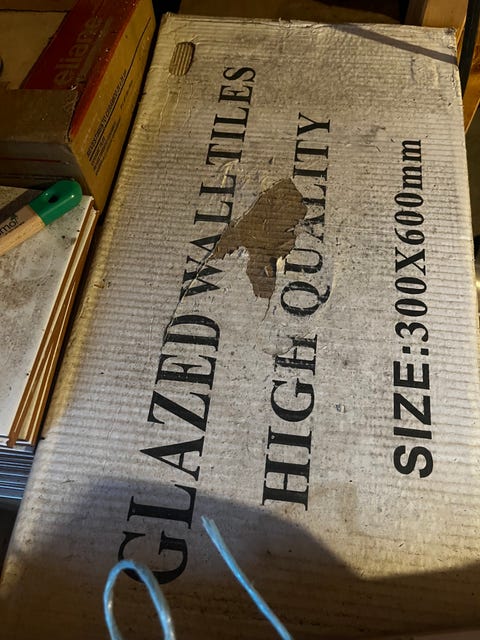 GLAZED WALL TILES
HIGH QUALITY
SIZE:300X600mm